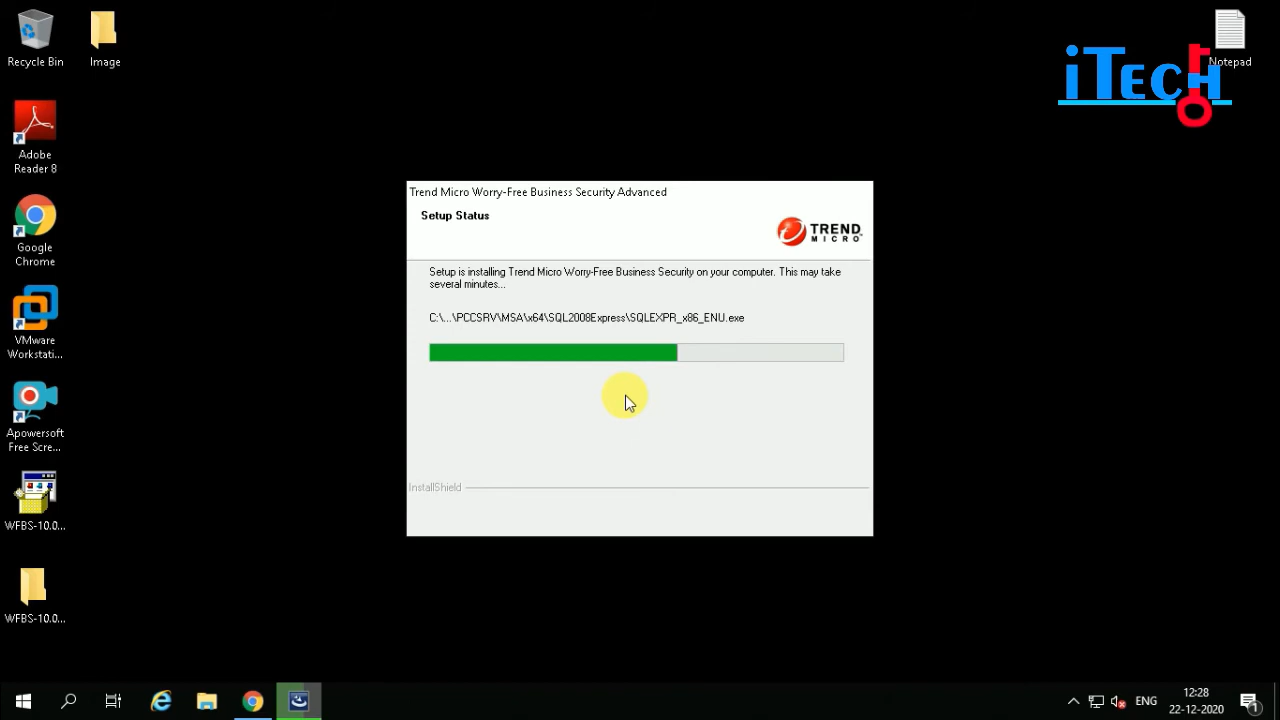 Recycle Bin
Image
Notepad
iTECH
Adobe
Reader 8
Google
Chrome
VMware
Workstati...
Apowersoft
Free Scre...
WFBS-10.0...
WFBS-10.0...
Trend Micro Worry-Free Business Security Advanced
Setup Status
TREND
MICRO
Setup is installing Trend Micro Worry-Free Business Security on your computer. This may take
several minutes...
C:\...\PCCSRV\MSA\x64\SQL2008Express\SQLEXPR_x86_ENU.exe
InstallShield
ENG
12:28
22-12-2020
1